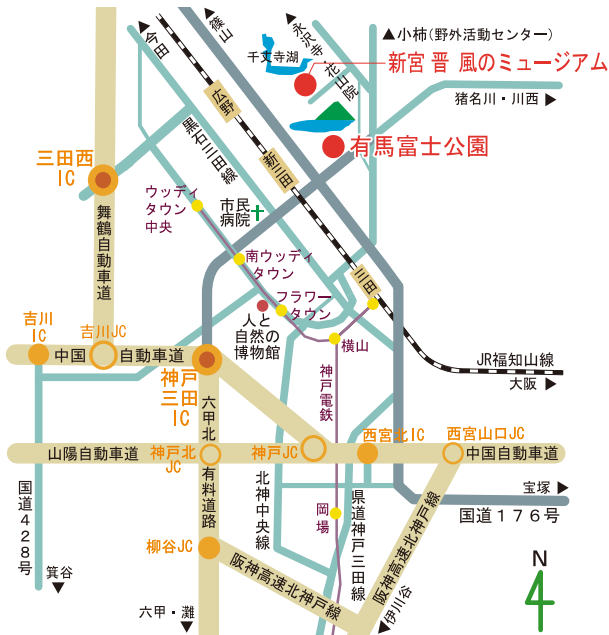 今田
篠山
永沢寺・花山院
▲小柿(野外活動センター)
千丈寺湖
新宮 晋 風のミュージアム
猪名川・川西
広野
黒石三田線
有馬富士公園
新三田
三田西
IC
ウッディ
タウン
中央
市民
病院
舞鶴自動車道
南ウッディ
タウン
三田
フラワー
タウン
人と
自然の
博物館
横山
吉川
IC
吉川JC
中国
自動車道
神戸
三田
IC
JR福知山線
大阪
神戸電鉄
六甲北
有料道路
西宮北IC
西宮山口JC
山陽自動車道
神戸北
JC
神戸JC
中国自動車道
国道428号
北神中央線
岡場
県道神戸三田線
宝塚
国道176号
柳谷JC
阪神高速北神戸線
阪神高速北神戸線
箕谷
六甲・灘
伊川谷
N